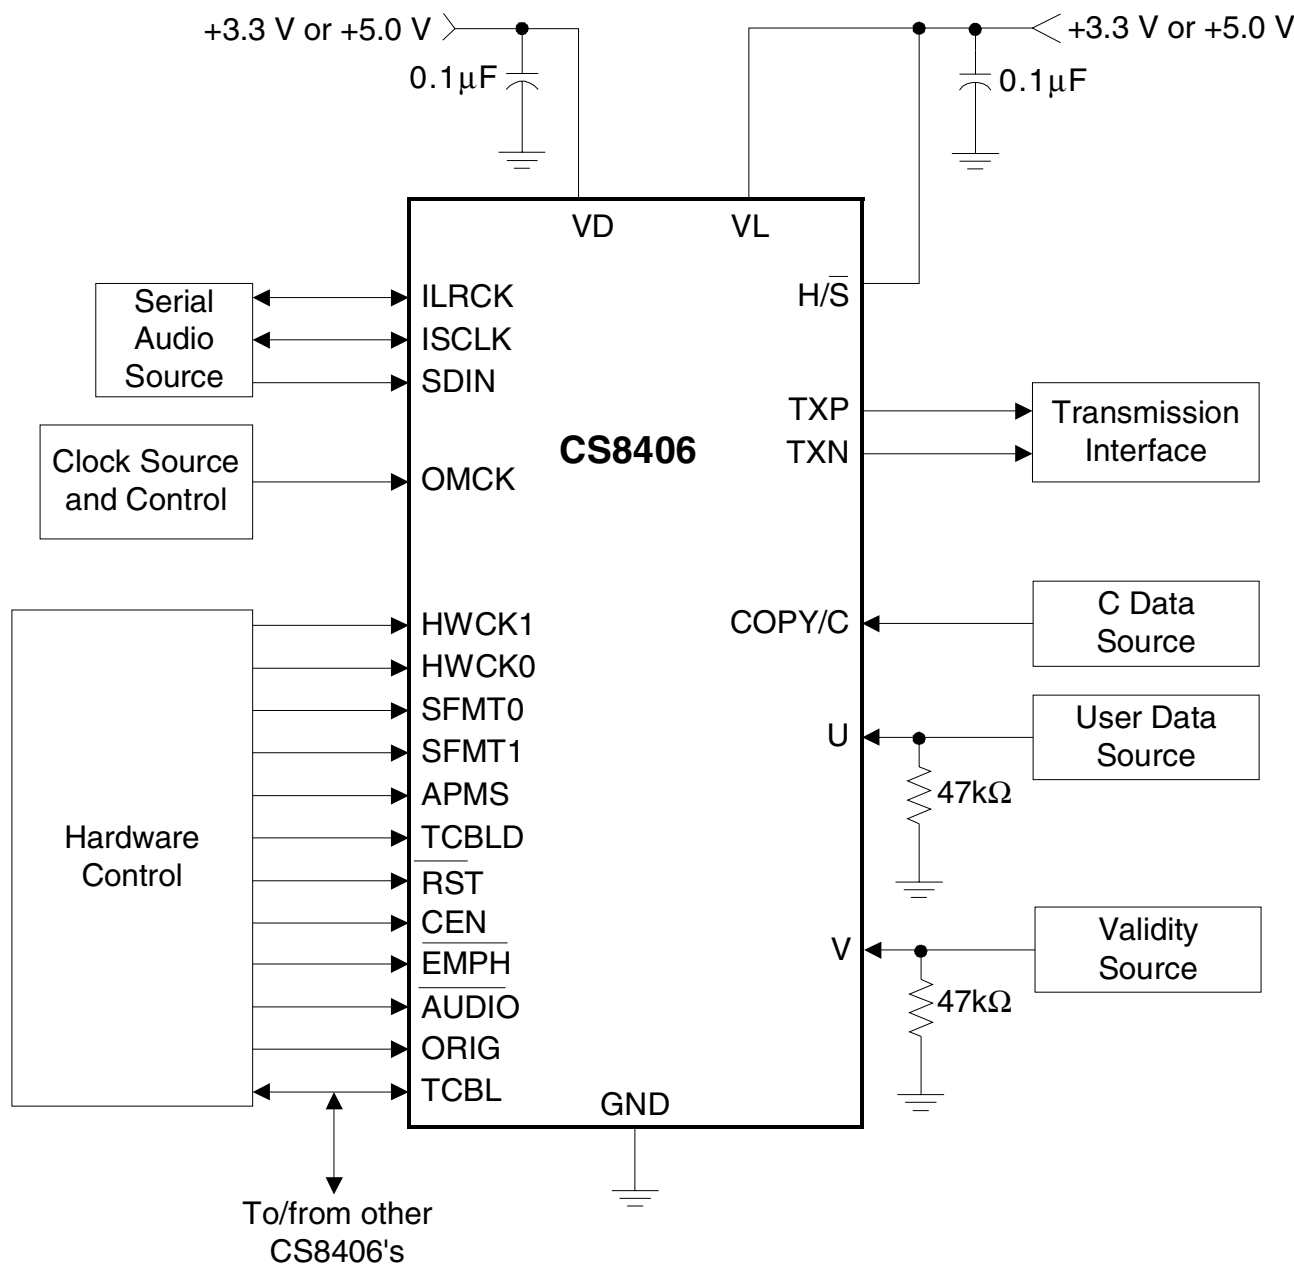 +3.3 V or +5.0 V
+3.3 V or +5.0 V
0.1μF
0.1μF
VD
VL
Serial
Audio
Source
ILRCK
ISCLK
SDIN
H/S̅
Clock Source
and Control
OMCK
CS8406
TXP
TXN
Transmission
Interface
Hardware
Control
HWCK1
HWCK0
SFMT0
SFMT1
APMS
TCBLD
R̅S̅T̅
CEN
E̅M̅P̅H̅
A̅U̅D̅I̅O̅
ORIG
TCBL
COPY/C
C Data
Source
U
User Data
Source
47kΩ
V
Validity
Source
47kΩ
GND
To/from other
CS8406's